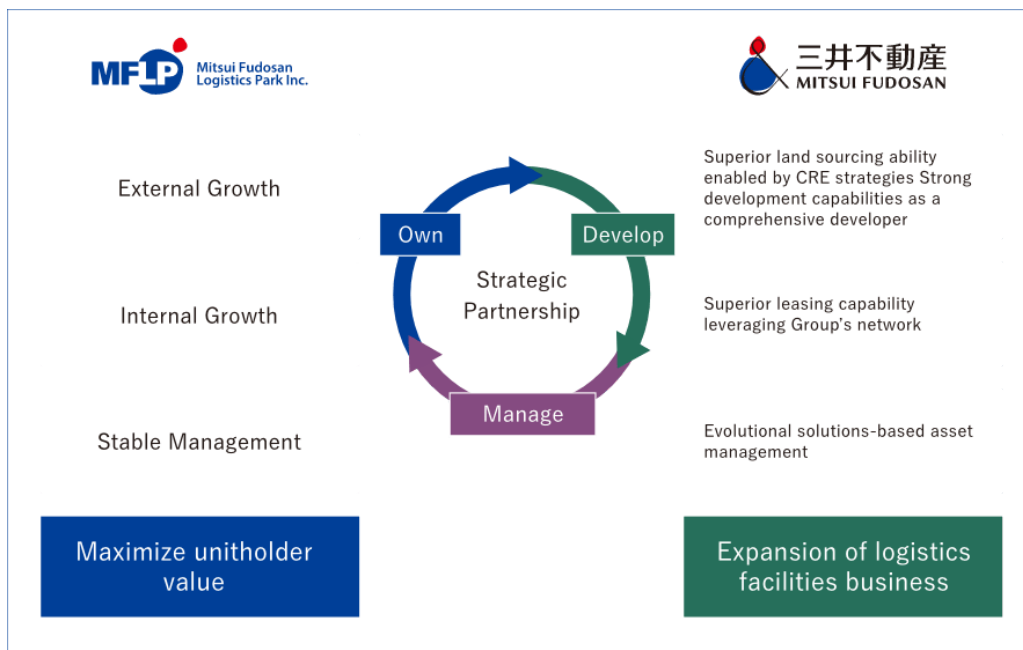 MFLP
Mitsui Fudosan
Logistics Park Inc.
三井不動産
MITSUI FUDOSAN
External Growth
Internal Growth
Stable Management
Own
Develop
Strategic
Partnership
Manage
Superior land sourcing ability
enabled by CRE strategies Strong
development capabilities as a
comprehensive developer
Superior leasing capability
leveraging Group's network
Evolutional solutions-based asset
management
Maximize unitholder
value
Expansion of logistics
facilities business